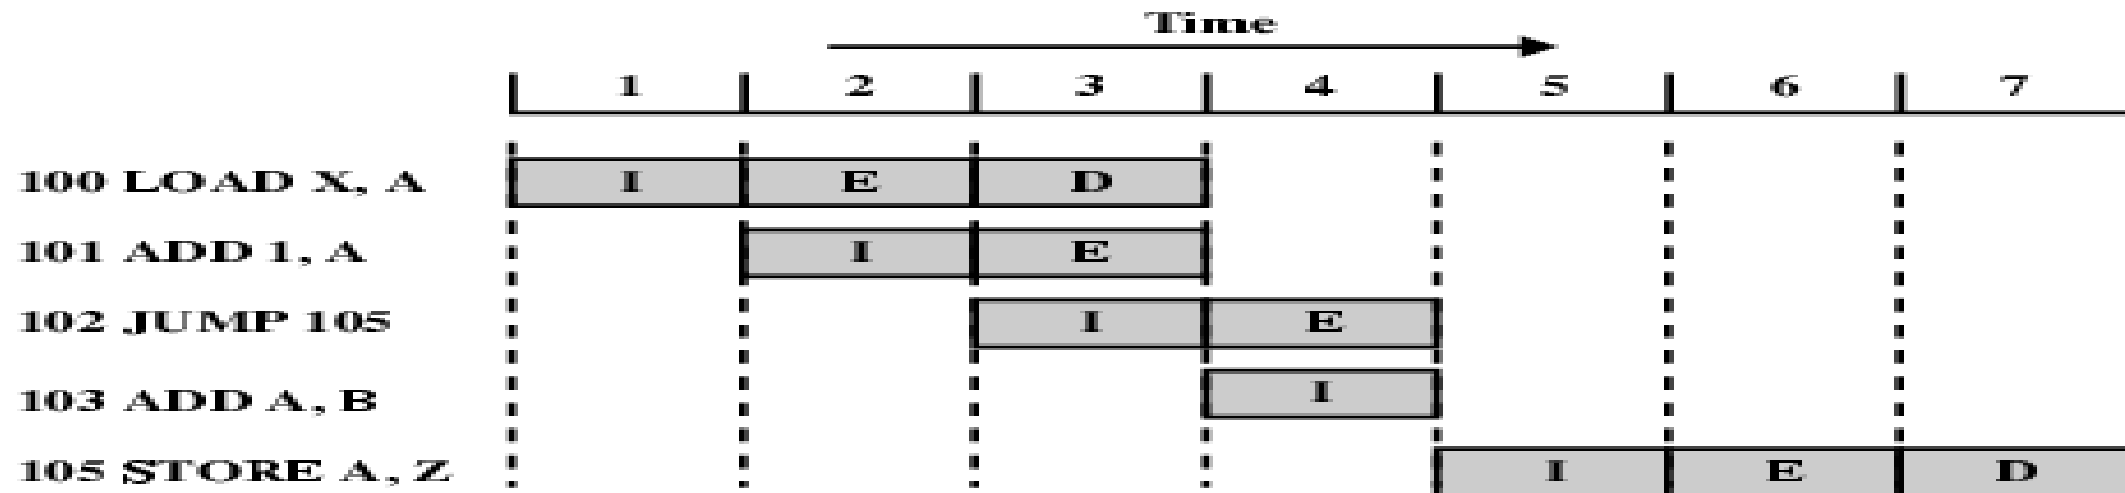 Time
1 2 3 4 5 6 7
100 LOAD X, A I E D
101 ADD 1, A I E
102 JUMP 105 I E
103 ADD A, B I
105 STORE A, Z I E D